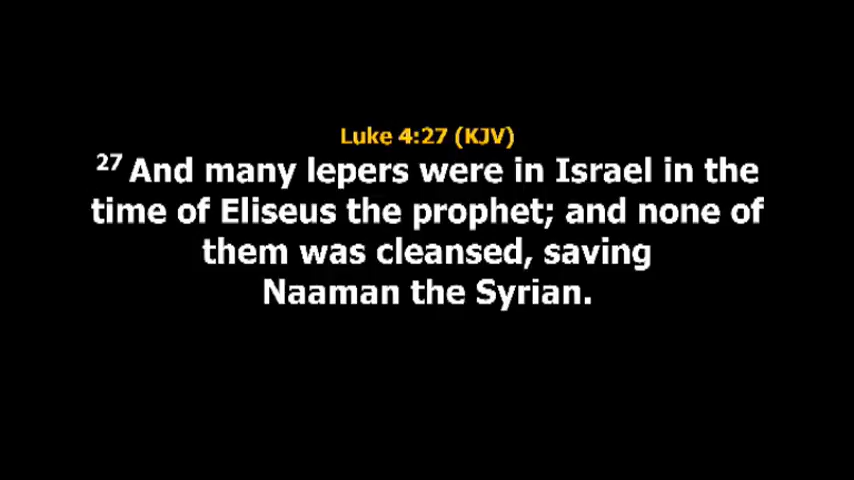 Luke 4:27 (KJV)
27 And many lepers were in Israel in the
time of Eliseus the prophet; and none of
them was cleansed, saving
Naaman the Syrian.